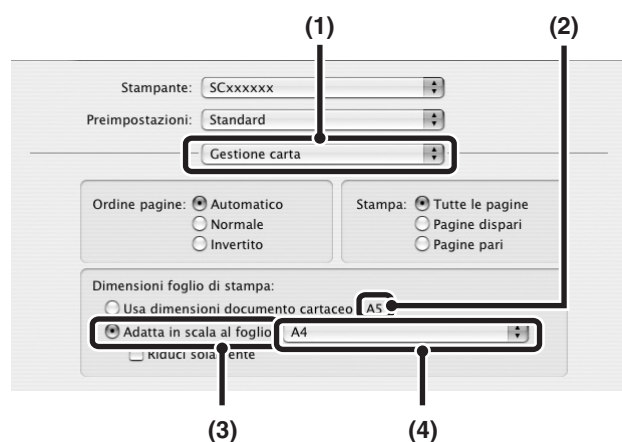 (1) (2)
Stampante: SCxxxxxx
Preimpostazioni: Standard
Gestione carta
Ordine pagine: Automatico Stampa: Tutte le pagine
Normale Pagine dispari
Invertito Pagine pari
Dimensioni foglio di stampa:
Usa dimensioni documento cartaceo A5
Adatta in scala al foglio A4
Riduci solamente
(3) (4)